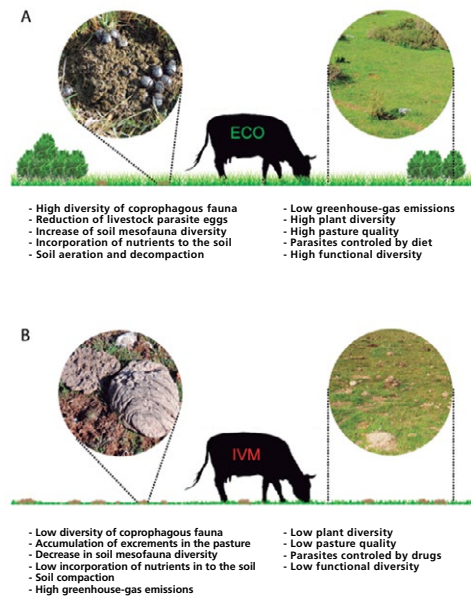 A
ECO
- High diversity of coprophagous fauna
- Reduction of livestock parasite eggs
- Increase of soil mesofauna diversity
- Incorporation of nutrients to the soil
- Soil aeration and decompaction
- Low greenhouse-gas emissions
- High plant diversity
- High pasture quality
- Parasites controled by diet
- High functional diversity
B
IVM
- Low diversity of coprophagous fauna
- Accumulation of excrements in the pasture
- Decrease in soil mesofauna diversity
- Low incorporation of nutrients in to the soil
- Soil compaction
- High greenhouse-gas emissions
- Low plant diversity
- Low pasture quality
- Parasites controled by drugs
- Low functional diversity